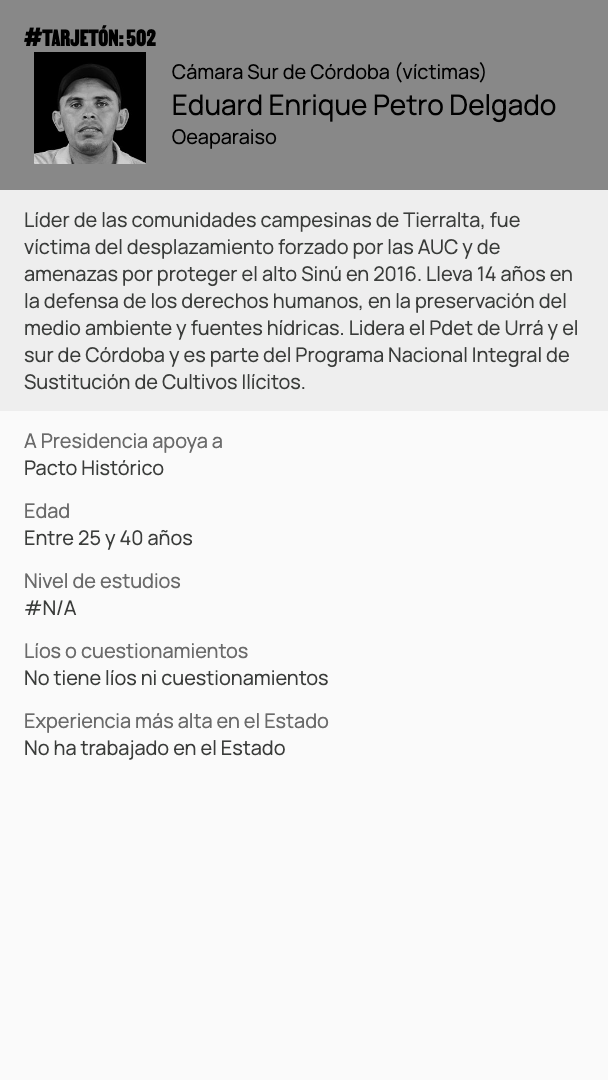 #TARJETÓN: 502
Cámara Sur de Córdoba (víctimas)
Eduard Enrique Petro Delgado
Oeaparaiso
Líder de las comunidades campesinas de Tierralta, fue
víctima del desplazamiento forzado por las AUC y de
amenazas por proteger el alto Sinú en 2016. Lleva 14 años en
la defensa de los derechos humanos, en la preservación del
medio ambiente y fuentes hídricas. Lidera el Pdet de Urrá y el
sur de Córdoba y es parte del Programa Nacional Integral de
Sustitución de Cultivos Ilícitos.
A Presidencia apoya a
Pacto Histórico
Edad
Entre 25 y 40 años
Nivel de estudios
#N/A
Líos o cuestionamientos
No tiene líos ni cuestionamientos
Experiencia más alta en el Estado
No ha trabajado en el Estado